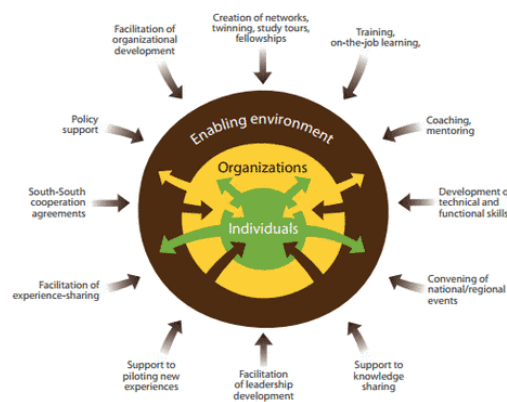 Creation of networks,
twinning, study tours,
fellowships
Facilitation of
organizational
development
Training,
on-the-job learning,
Policy
support
Coaching,
mentoring
Enabling environment
Organizations
Individuals
South-South
cooperation
agreements
Development o
technical and
functional skills
Facilitation of
experience-sharing
Convening of
national/regional
events
Support to
piloting new
experiences
Facilitation
of leadership
development
Support to
knowledge
sharing